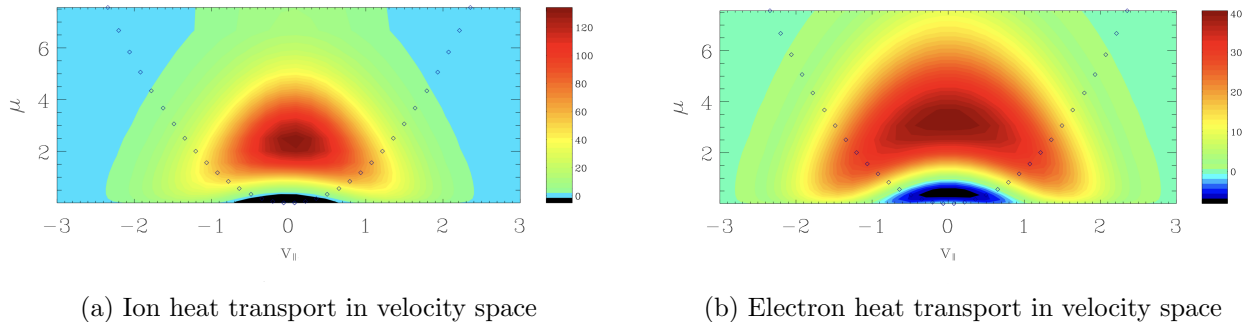 6
4
2
μ
−3 −2 −1 0 1 2 3
v∥
120
100
80
60
40
20
0
6
4
2
μ
−3 −2 −1 0 1 2 3
v∥
40
30
20
10
0
(a) Ion heat transport in velocity space
(b) Electron heat transport in velocity space